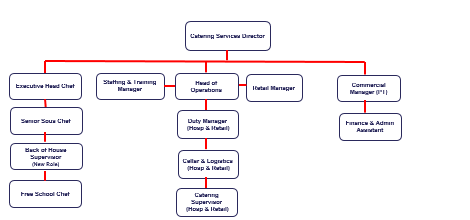 Catering Services Director
Executive Head Chef
Staffing & Training
Manager
Head of
Operations
Retail Manager
Commercial
Manager (PT)
Senior Sous Chef
Duty Manager
(Hosp & Retail)
Finance & Admin
Assistant
Back of House
Supervisor
(New Role)
Cellar & Logistics
(Hosp & Retail)
Free School Chef
Catering
Supervisor
(Hosp & Retail)